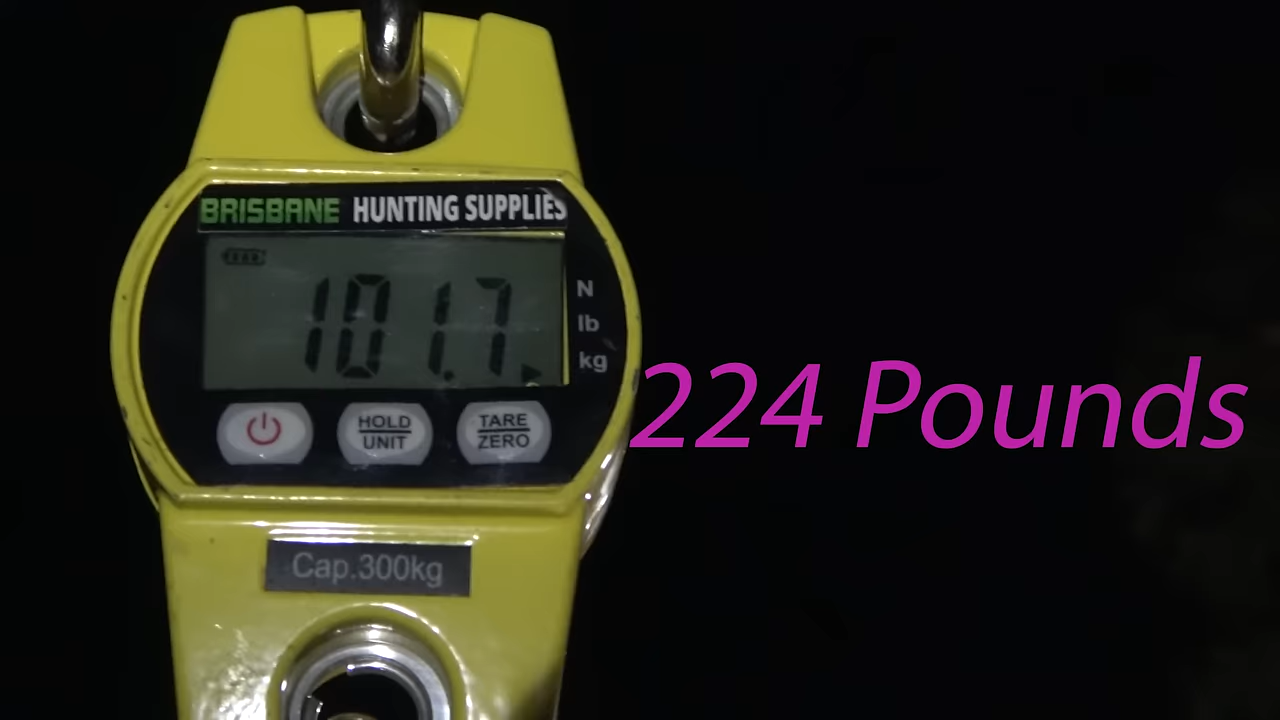 BRISBANE HUNTING SUPPLIES
101.7
N
lb
kg
224 Pounds
HOLD
UNIT
TARE
ZERO
Cap.300kg